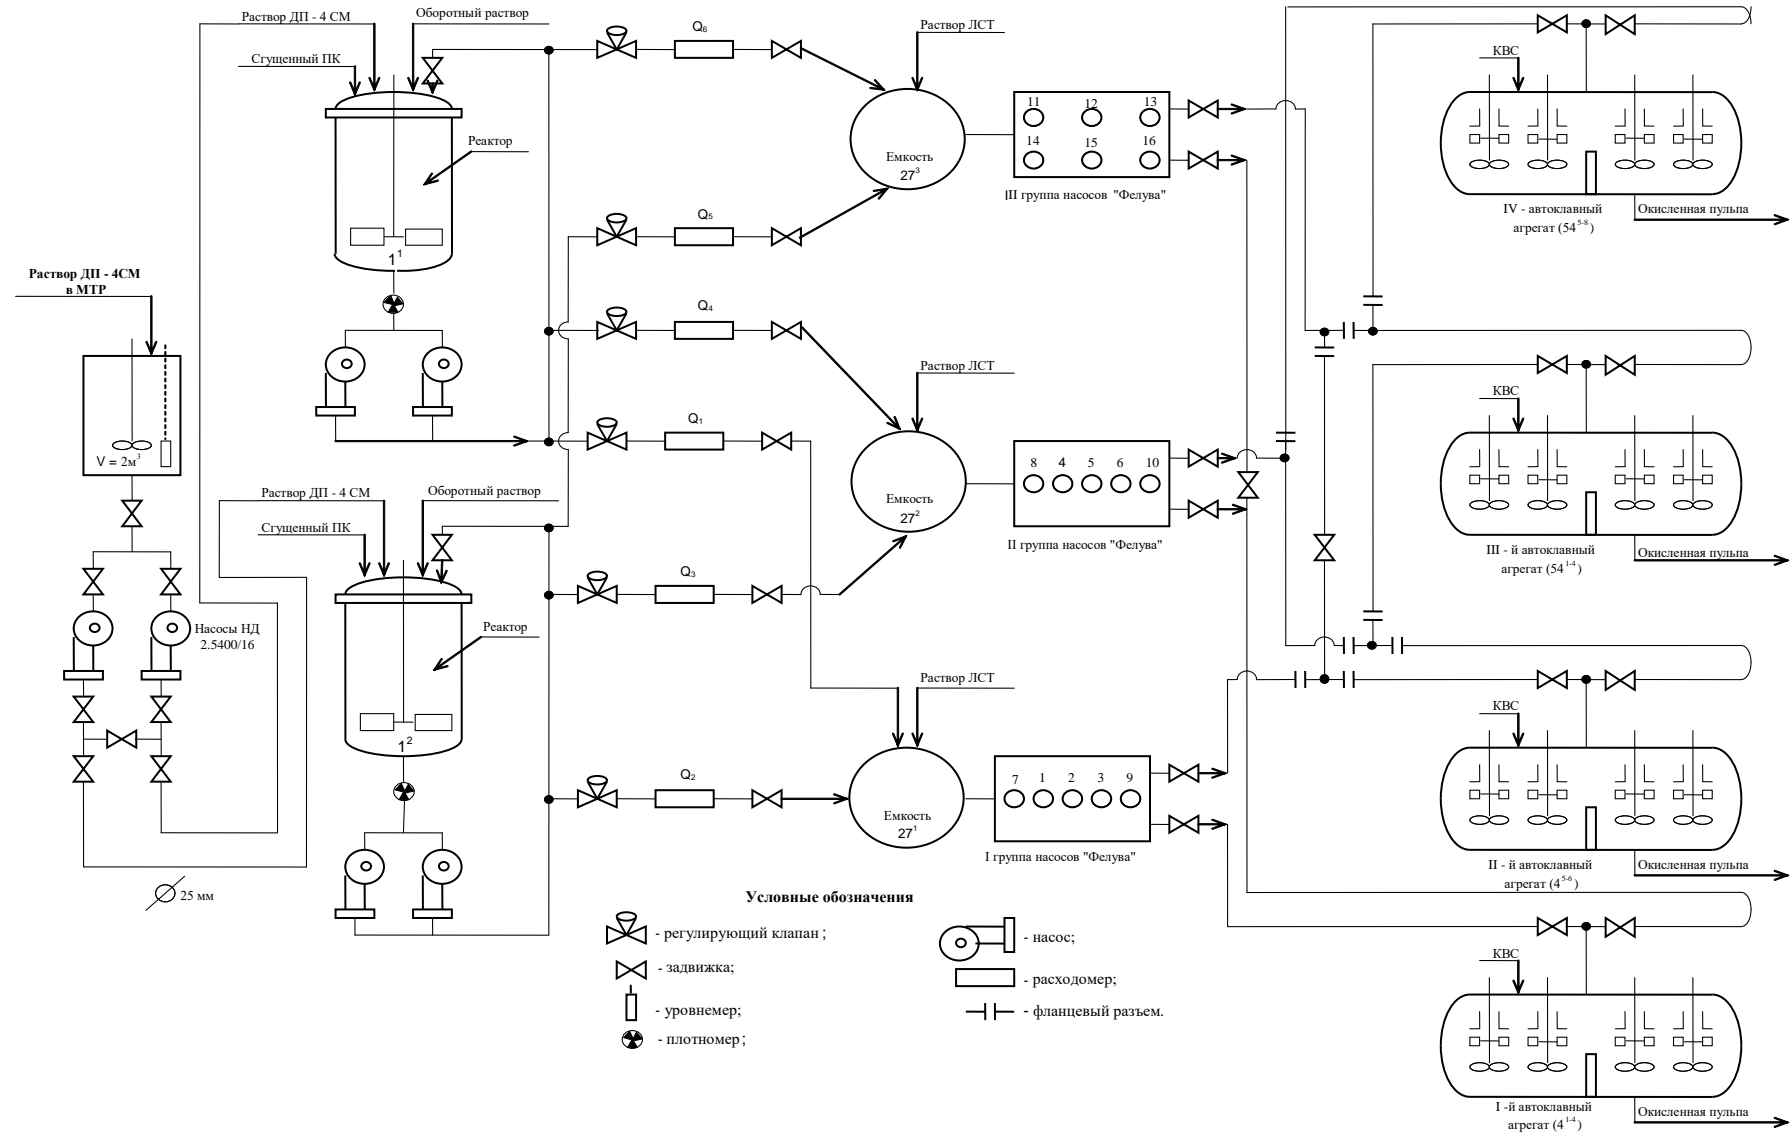 Раствор ДП - 4 СМ
Оборотный раствор
Сгущенный ПК
Реактор
1¹
Раствор ДП - 4СМ
в МТР
V = 2м³
Насосы НД
2.5400/16
25 мм
Раствор ДП - 4 СМ
Оборотный раствор
Сгущенный ПК
Реактор
1²
Q₆
Q₅
Q₄
Q₁
Q₃
Q₂
Раствор ЛСТ
Емкость
27³
11 12 13
14 15 16
III группа насосов "Фелува"
Раствор ЛСТ
Емкость
27²
8 4 5 6 10
II группа насосов "Фелува"
Раствор ЛСТ
Емкость
27¹
7 1 2 3 9
I группа насосов "Фелува"
КВС
IV - автоклавный
агрегат (54⁵⁻⁸)
Окисленная пульпа
КВС
III - й автоклавный
агрегат (54¹⁻⁴)
Окисленная пульпа
КВС
II - й автоклавный
агрегат (4⁵⁻⁶)
Окисленная пульпа
КВС
I -й автоклавный
агрегат (4¹⁻⁴)
Окисленная пульпа
Условные обозначения
- регулирующий клапан ;
- задвижка;
- уровнемер;
- плотномер ;
- насос;
- расходомер;
- фланцевый разъем.